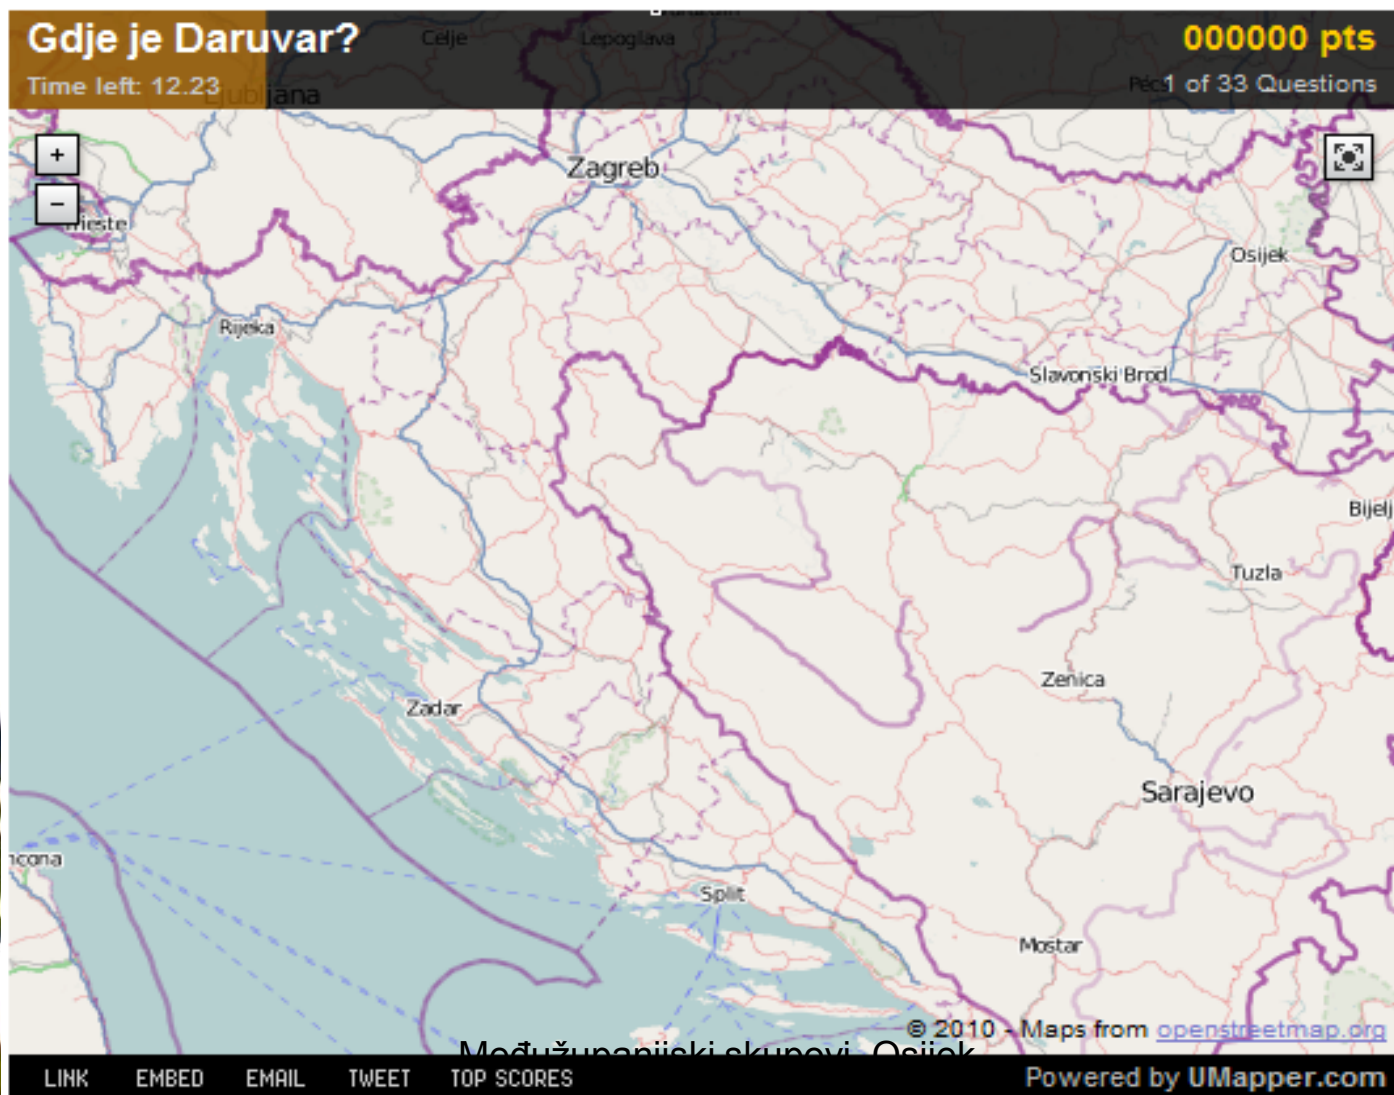 Gdje je Daruvar?
000000 pts
Time left: 12.23
1 of 33 Questions
Celje
Lepoglava
Pécs
Ljubljana
+
−
Zagreb
Trieste
Osijek
Rijeka
Slavonski Brod
Bijelj
Tuzla
Zenica
Zadar
Sarajevo
ncona
Split
Mostar
© 2010 - Maps from openstreetmap.org
Međužupanijski skupovi, Osijek
LINK EMBED EMAIL TWEET TOP SCORES
Powered by UMapper.com